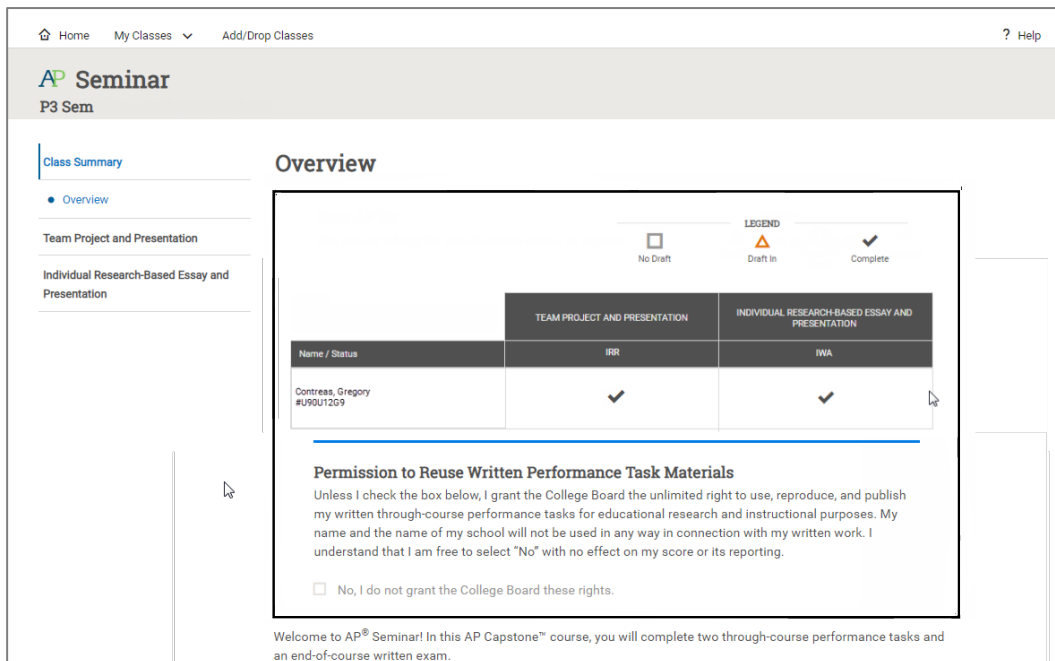 Home My Classes Add/Drop Classes ? Help
AP Seminar
P3 Sem
Class Summary
Overview
Team Project and Presentation
Individual Research-Based Essay and
Presentation
Overview
LEGEND
No Draft Draft In Complete
TEAM PROJECT AND PRESENTATION INDIVIDUAL RESEARCH-BASED ESSAY AND
PRESENTATION
Name / Status IRR IWA
Contreas, Gregory
#U90U12G9
Permission to Reuse Written Performance Task Materials
Unless I check the box below, I grant the College Board the unlimited right to use, reproduce, and publish
my written through-course performance tasks for educational research and instructional purposes. My
name and the name of my school will not be used in any way in connection with my written work. I
understand that I am free to select “No” with no effect on my score or its reporting.
No, I do not grant the College Board these rights.
Welcome to AP® Seminar! In this AP Capstone™ course, you will complete two through-course performance tasks and
an end-of-course written exam.